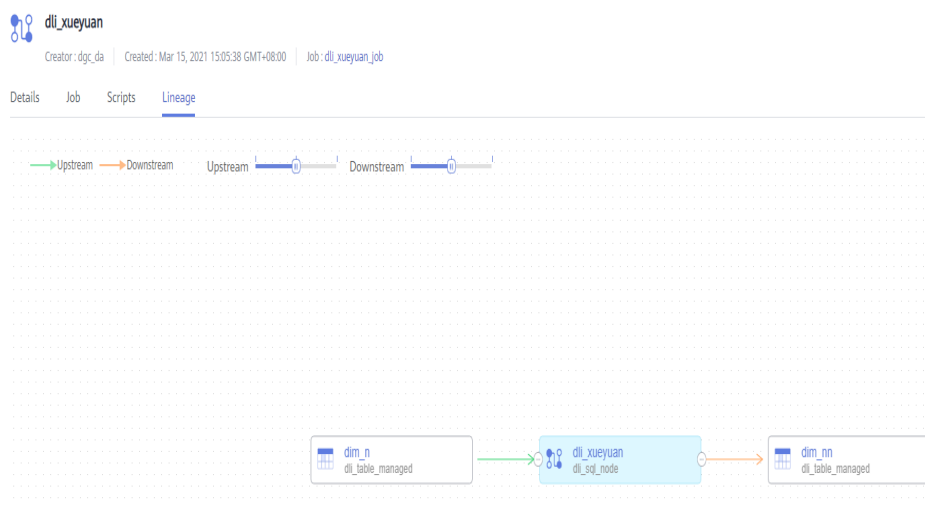 dli_xueyuan
Creator : dgc_da Created : Mar 15, 2021 15:05:38 GMT+08:00 Job : dli_xueyuan_job
Details Job Scripts Lineage
Upstream Downstream Upstream Downstream
dim_n
dli_table_managed
dli_xueyuan
dli_sql_node
dim_nn
dli_table_managed